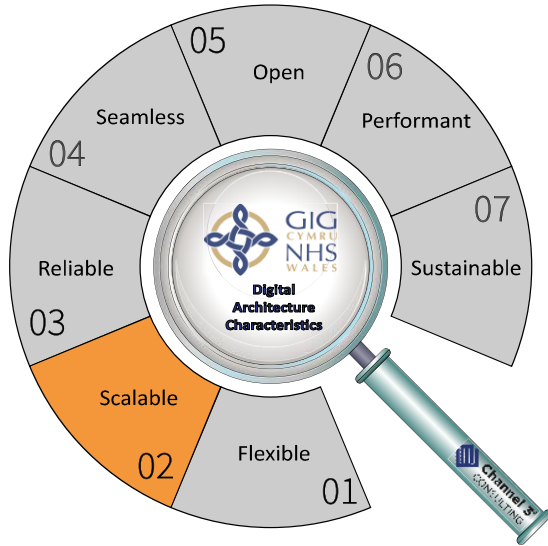 05
Open
06
Performant
Seamless
04
07
Sustainable
Reliable
03
GIG
CYMRU
NHS
WALES
Digital
Architecture
Characteristics
Scalable
02
Flexible
01
Channel 3
CONSULTING